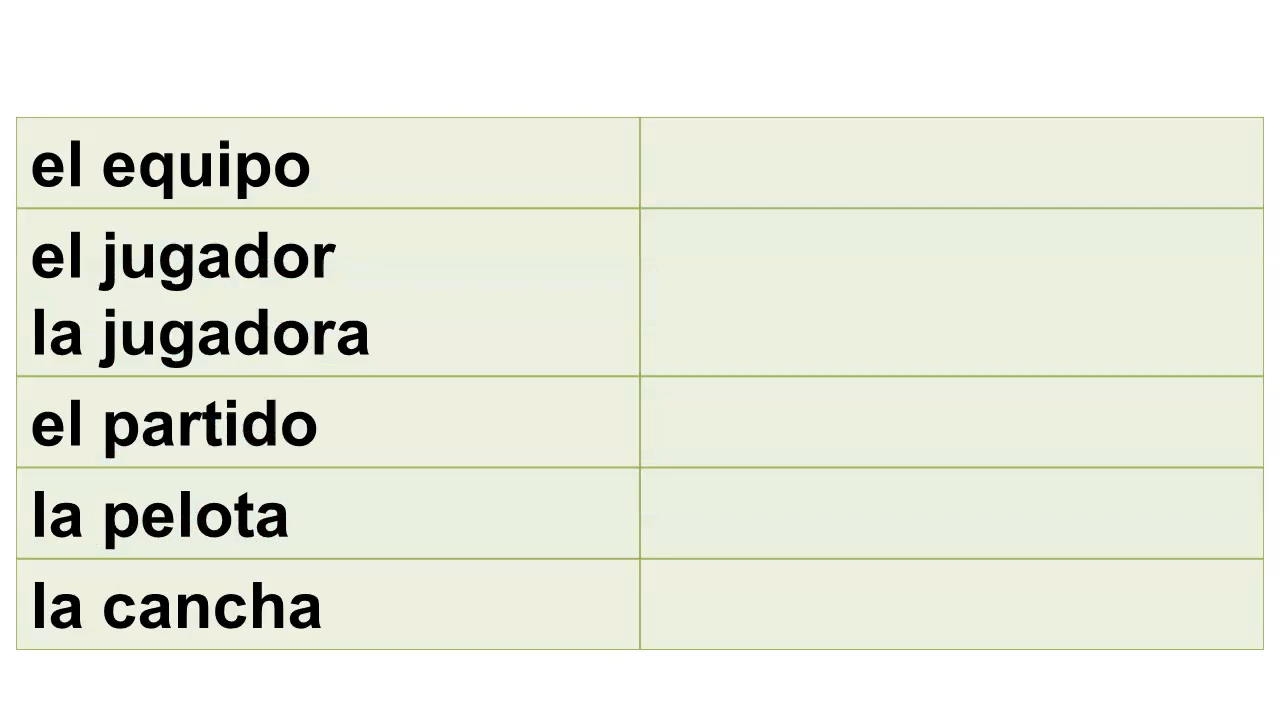 el equipo
el jugador
la jugadora
el partido
la pelota
la cancha